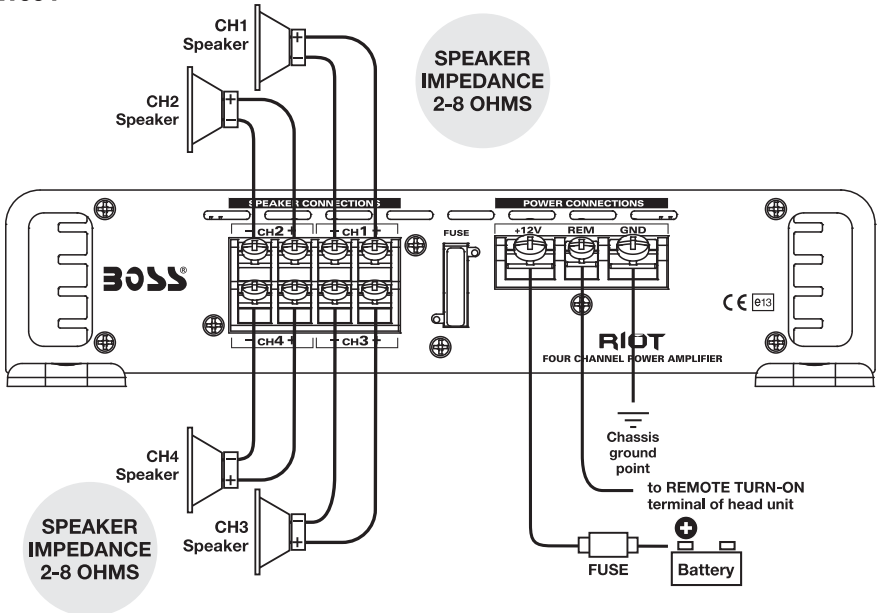 CH1
Speaker
SPEAKER
IMPEDANCE
2-8 OHMS
+
–
CH2
Speaker
+
–
SPEAKER CONNECTIONS
POWER CONNECTIONS
– CH2 + – CH1 +
FUSE
+12V REM GND
BOSS®
CE e13
– CH4 + – CH3 +
RIOT
FOUR CHANNEL POWER AMPLIFIER
Chassis
ground
point
CH4
Speaker
–
+
to REMOTE TURN-ON
terminal of head unit
CH3
Speaker
–
+
SPEAKER
IMPEDANCE
2-8 OHMS
+
FUSE
Battery